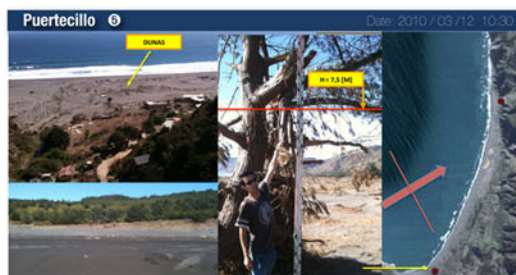 Puertecillo 5
Date: 2010 / 03 /12 10:30
DUNAS
H = 7,5 [M]